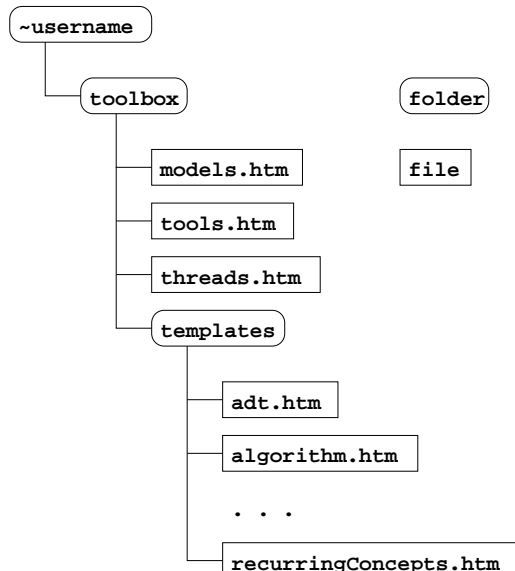 ~username
toolbox
folder
models.htm
file
tools.htm
threads.htm
templates
adt.htm
algorithm.htm
. . .
recurringConcepts.htm